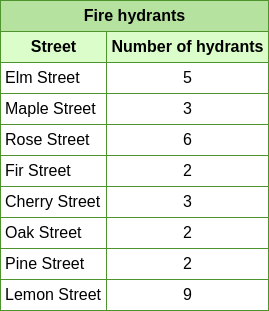 Fire hydrants
Street Number of hydrants
Elm Street 5
Maple Street 3
Rose Street 6
Fir Street 2
Cherry Street 3
Oak Street 2
Pine Street 2
Lemon Street 9